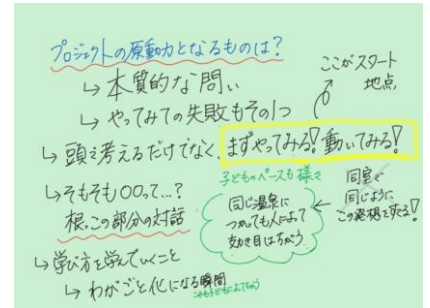 プロジェクトの原動力となるものは?
↳ 本質的な問い
↳ やってみての失敗もその1つ
ここがスタート
地点
↳ 頭で考えるだけでなく、まずやってみる!動いてみる!
↳ そもそも〇〇って…?
根っこの部分の対話
子どものペースも様々
同じ温泉に
つかっても人によって
効き目はちがう
同室で
同じように
この発想を
↳ 学び方を学んでいくこと
↳ わがごと化になる瞬間